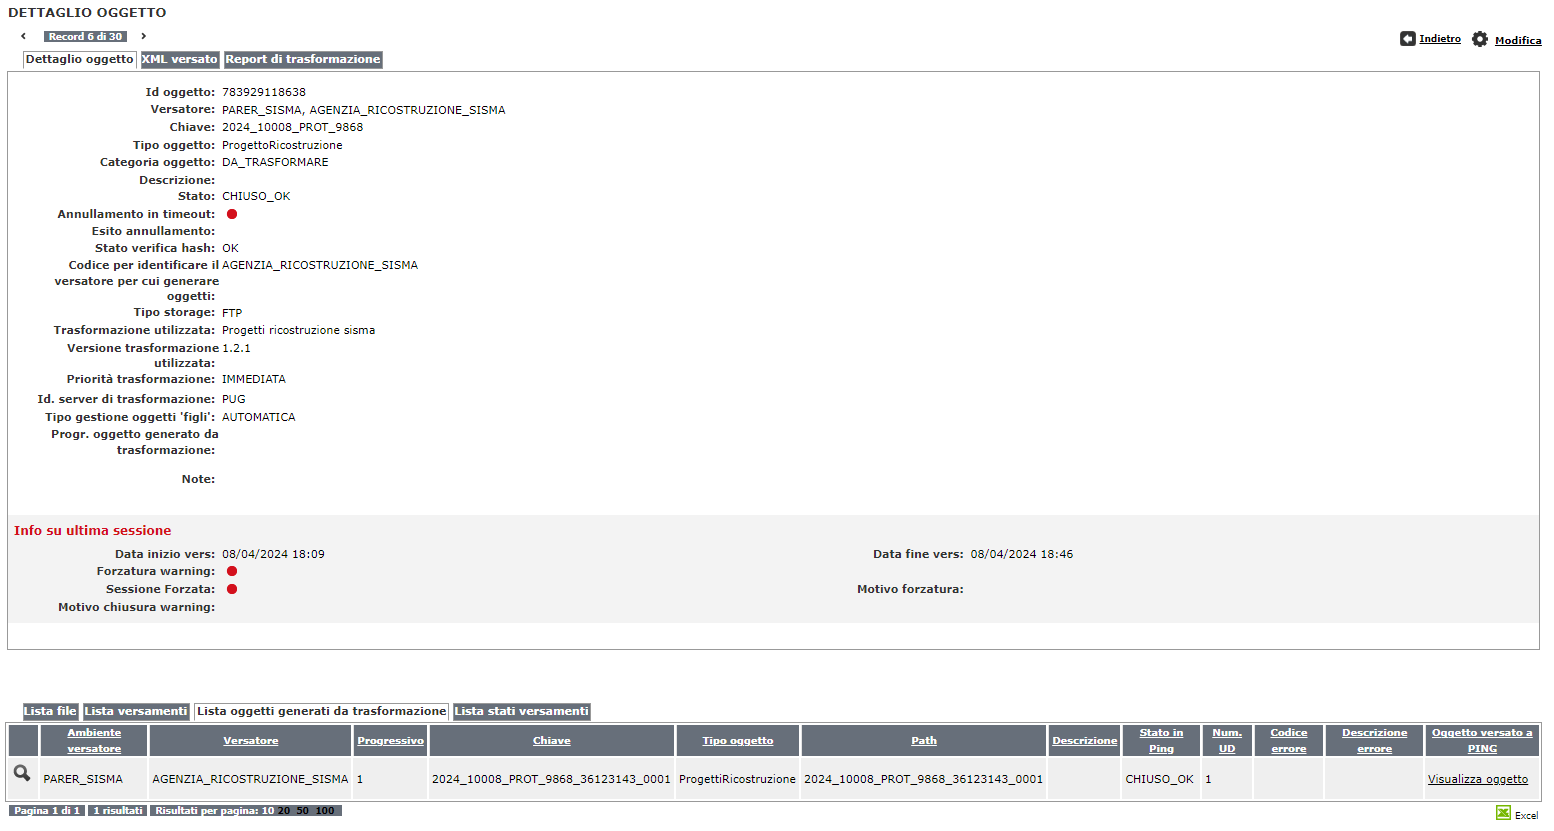 DETTAGLIO OGGETTO
Record 6 di 30
Indietro
Modifica
Dettaglio oggetto XML versato Report di trasformazione
Id oggetto: 783929118638
Versatore: PARER_SISMA, AGENZIA_RICOSTRUZIONE_SISMA
Chiave: 2024_10008_PROT_9868
Tipo oggetto: ProgettoRicostruzione
Categoria oggetto: DA_TRASFORMARE
Descrizione:
Stato: CHIUSO_OK
Annullamento in timeout:
Esito annullamento:
Stato verifica hash: OK
Codice per identificare il AGENZIA_RICOSTRUZIONE_SISMA
versatore per cui generare
oggetti:
Tipo storage: FTP
Trasformazione utilizzata: Progetti ricostruzione sisma
Versione trasformazione 1.2.1
utilizzata:
Priorità trasformazione: IMMEDIATA
Id. server di trasformazione: PUG
Tipo gestione oggetti 'figli': AUTOMATICA
Progr. oggetto generato da
trasformazione:
Note:
Info su ultima sessione
Data inizio vers: 08/04/2024 18:09 Data fine vers: 08/04/2024 18:46
Forzatura warning:
Sessione Forzata: Motivo forzatura:
Motivo chiusura warning:
Lista file Lista versamenti Lista oggetti generati da trasformazione Lista stati versamenti
Ambiente versatore Versatore Progressivo Chiave Tipo oggetto Path Descrizione Stato in Ping Num. UD Codice errore Descrizione errore Oggetto versato a PING
PARER_SISMA AGENZIA_RICOSTRUZIONE_SISMA 1 2024_10008_PROT_9868_36123143_0001 ProgettiRicostruzione 2024_10008_PROT_9868_36123143_0001 CHIUSO_OK 1 Visualizza oggetto
Pagina 1 di 1 1 risultati Risultati per pagina: 10 20 50 100
Excel